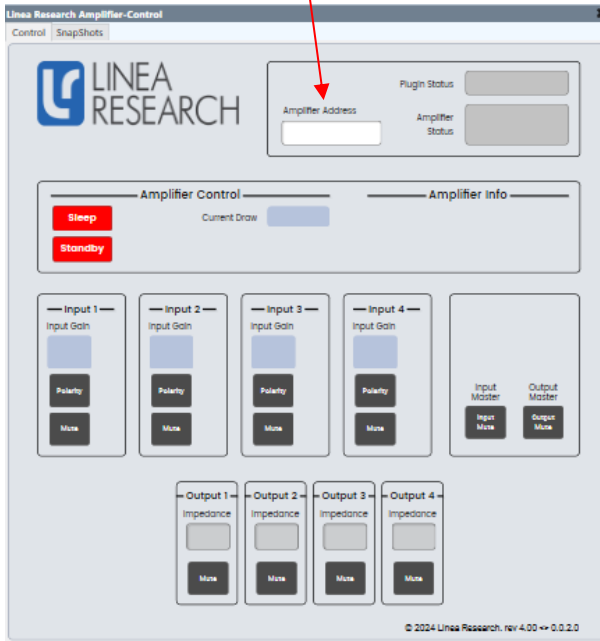 Linea Research Amplifier-Control
Control SnapShots
LINEA
RESEARCH
Plugin Status
Amplifier Address
Amplifier
Status
Amplifier Control Amplifier Info
Sleep
Current Draw
Standby
Input 1 Input 2 Input 3 Input 4
Input Gain Input Gain Input Gain Input Gain
Polarity Polarity Polarity Polarity
Input
Master
Output
Master
Mute Mute Mute Mute
Input
Mute
Output
Mute
Output 1 Output 2 Output 3 Output 4
Impedance Impedance Impedance Impedance
Mute Mute Mute Mute
© 2024 Linea Research. rev 4.00 <> 0.0.2.0